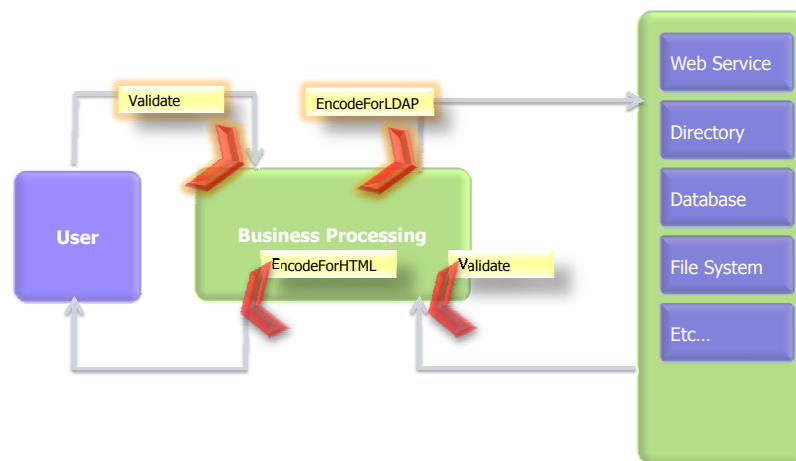 Web Service
Validate
EncodeForLDAP
Directory
Database
User
Business Processing
EncodeForHTML
Validate
File System
Etc...